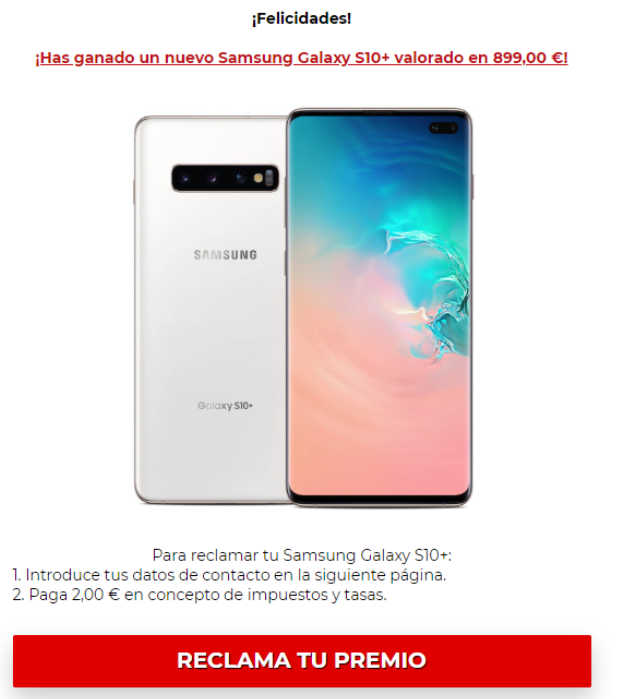 ¡Felicidades!
¡Has ganado un nuevo Samsung Galaxy S10+ valorado en 899,00 €!
SAMSUNG
Galaxy S10+
Para reclamar tu Samsung Galaxy S10+:
1. Introduce tus datos de contacto en la siguiente página.
2. Paga 2,00 € en concepto de impuestos y tasas.
RECLAMA TU PREMIO